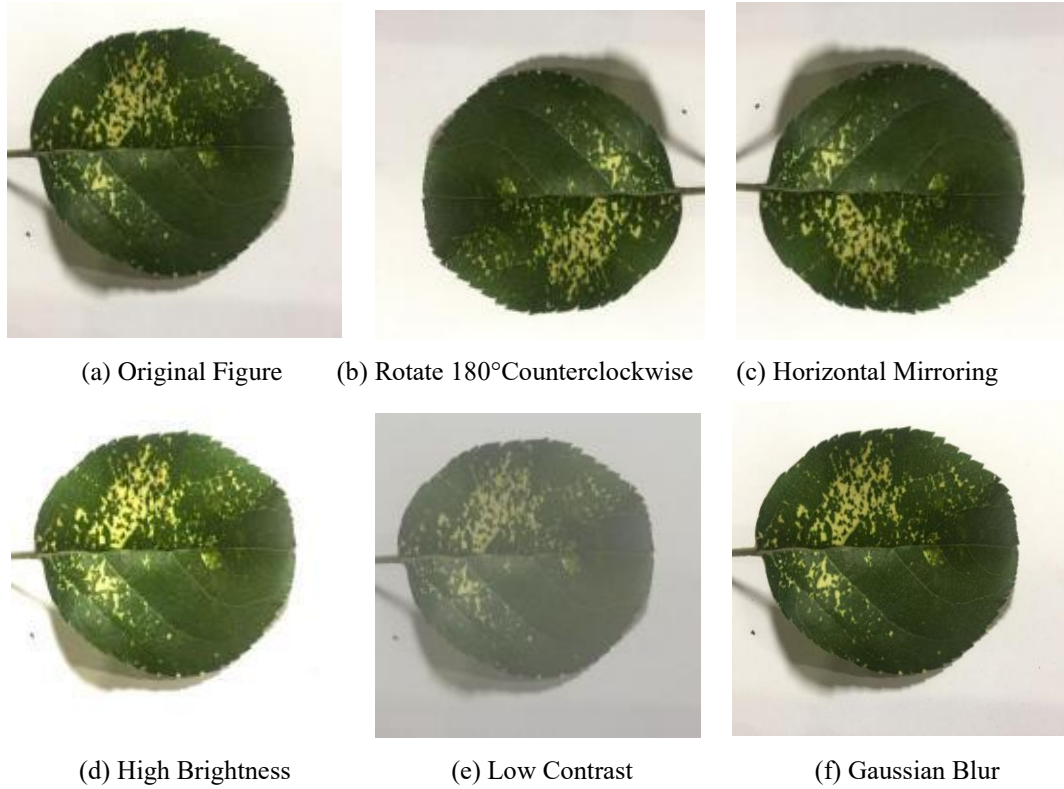 (a) Original Figure
(b) Rotate 180°Counterclockwise
(c) Horizontal Mirroring
(d) High Brightness
(e) Low Contrast
(f) Gaussian Blur